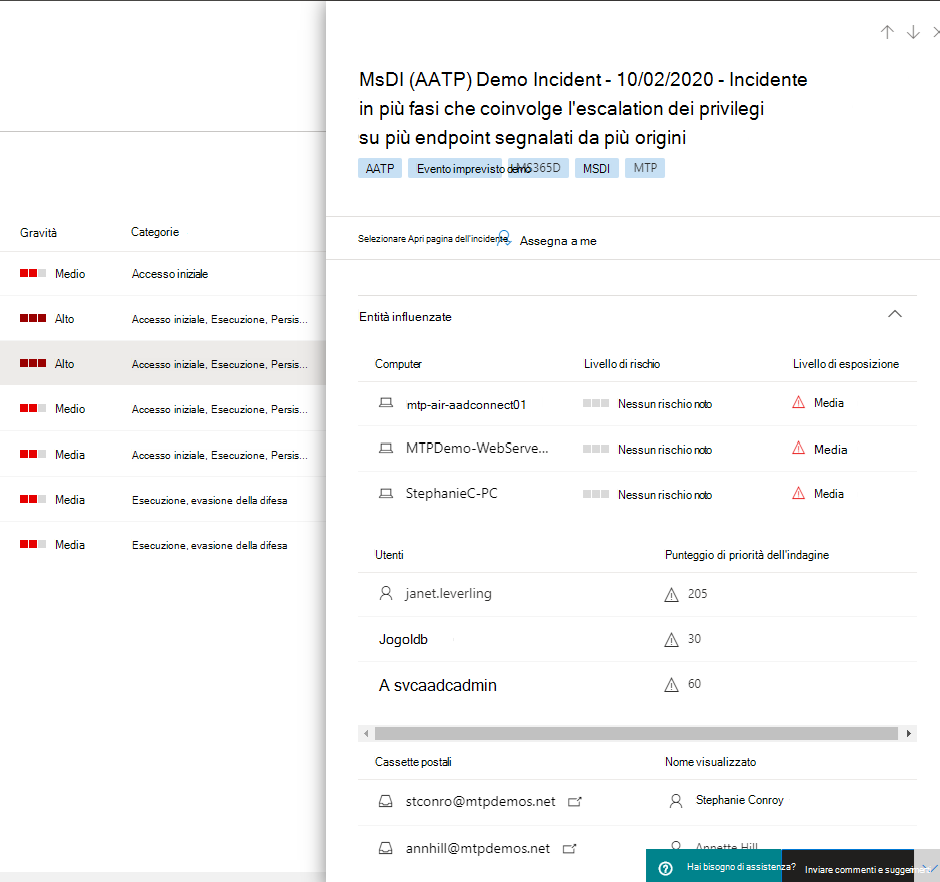 MsDI (AATP) Demo Incident - 10/02/2020 - Incidente
in più fasi che coinvolge l'escalation dei privilegi
su più endpoint segnalati da più origini
AATP Evento imprevisto demo MS365D MSDI MTP
Selezionare Apri pagina dell'incidente Assegna a me
Gravità Categorie
Medio Accesso iniziale
Alto Accesso iniziale, Esecuzione, Persis...
Alto Accesso iniziale, Esecuzione, Persis...
Medio Accesso iniziale, Esecuzione, Persis...
Media Accesso iniziale, Esecuzione, Persis...
Media Esecuzione, evasione della difesa
Media Esecuzione, evasione della difesa
Entità influenzate
Computer Livello di rischio Livello di esposizione
mtp-air-aadconnect01 Nessun rischio noto Media
MTPDemo-WebServe... Nessun rischio noto Media
StephanieC-PC Nessun rischio noto Media
Utenti Punteggio di priorità dell'indagine
janet.leverling 205
Jogoldb 30
A svcaadcadmin 60
Cassette postali Nome visualizzato
stconro@mtpdemos.net Stephanie Conroy
annhill@mtpdemos.net Annette Hill
Hai bisogno di assistenza? Inviare commenti e